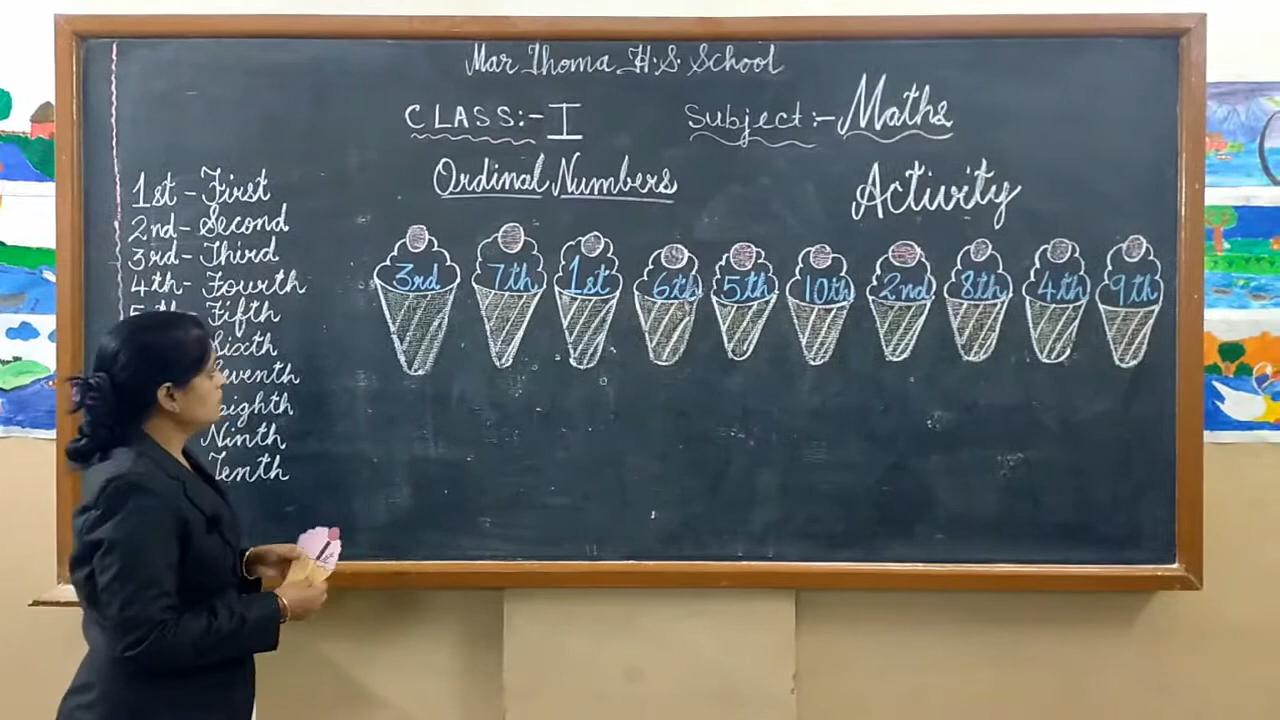 Mar Thoma H.S. School
CLASS:- I
Subject:- Maths
Ordinal Numbers
Activity
1st - First
2nd- Second
3rd- Third
4th- Fourth
5th- Fifth
Sixth
Seventh
Eighth
Ninth
Tenth
3rd 7th 1st 6th 5th 10th 2nd 8th 4th 9th